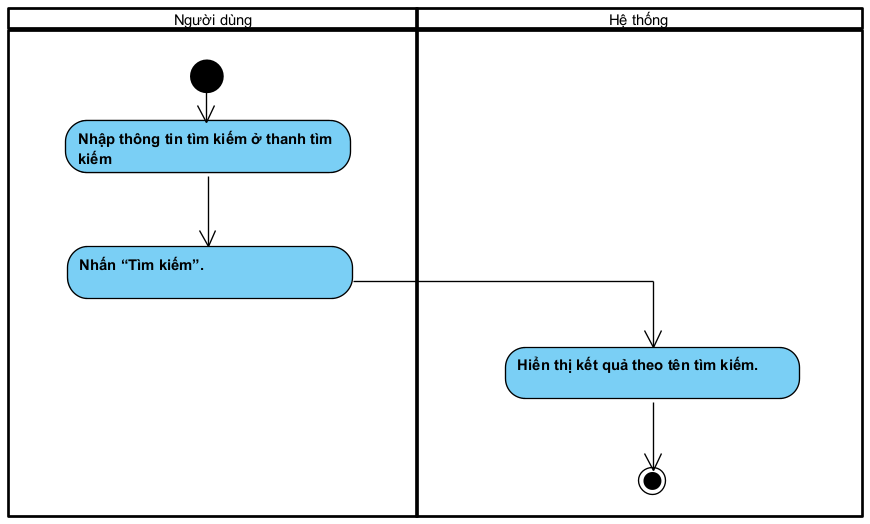 Người dùng
Hệ thống
Nhập thông tin tìm kiếm ở thanh tìm
kiếm
Nhấn “Tìm kiếm”.
Hiển thị kết quả theo tên tìm kiếm.